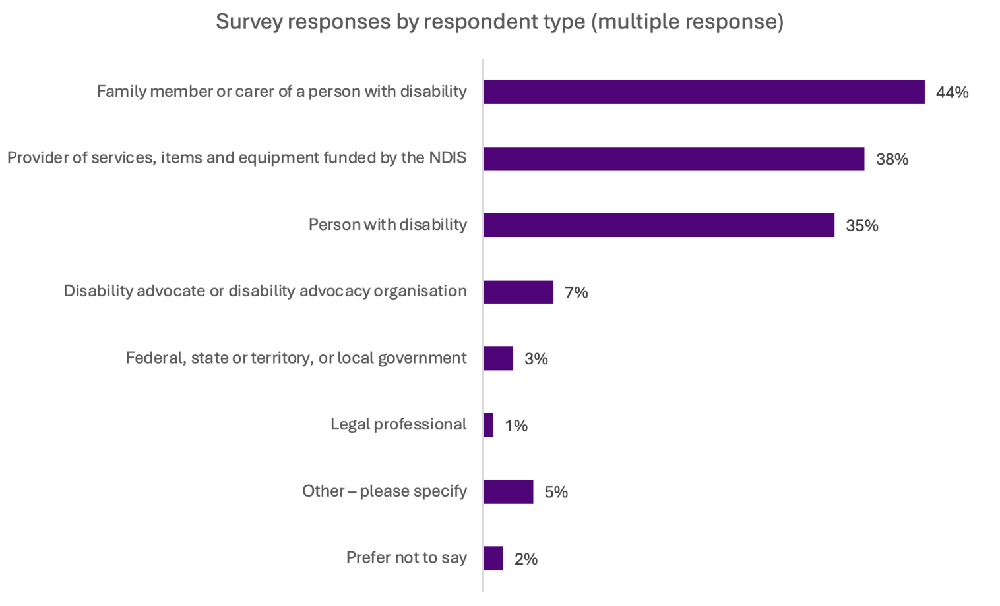 Survey responses by respondent type (multiple response)
Family member or carer of a person with disability 44%
Provider of services, items and equipment funded by the NDIS 38%
Person with disability 35%
Disability advocate or disability advocacy organisation 7%
Federal, state or territory, or local government 3%
Legal professional 1%
Other – please specify 5%
Prefer not to say 2%